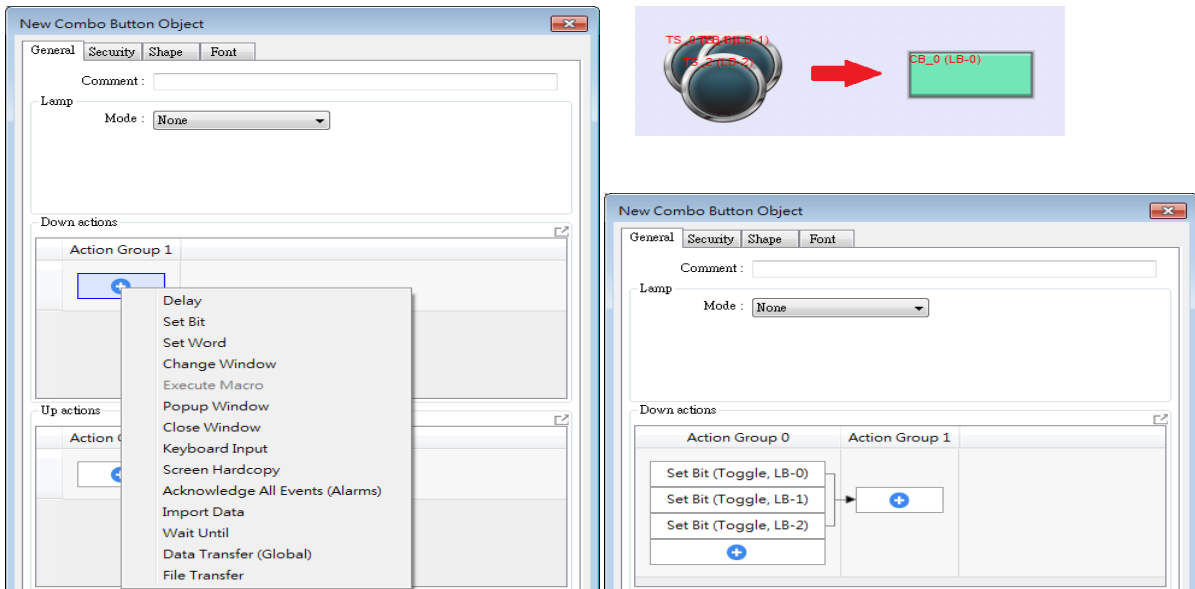 New Combo Button Object
General Security Shape Font
Comment :
Lamp
Mode : None
Down actions
Action Group 1
Delay
Set Bit
Set Word
Change Window
Execute Macro
Popup Window
Close Window
Keyboard Input
Screen Hardcopy
Acknowledge All Events (Alarms)
Import Data
Wait Until
Data Transfer (Global)
File Transfer
Up actions
Action
CB_0 (LB-0)
New Combo Button Object
General Security Shape Font
Comment :
Lamp
Mode : None
Down actions
Action Group 0 Action Group 1
Set Bit (Toggle, LB-0)
Set Bit (Toggle, LB-1)
Set Bit (Toggle, LB-2)